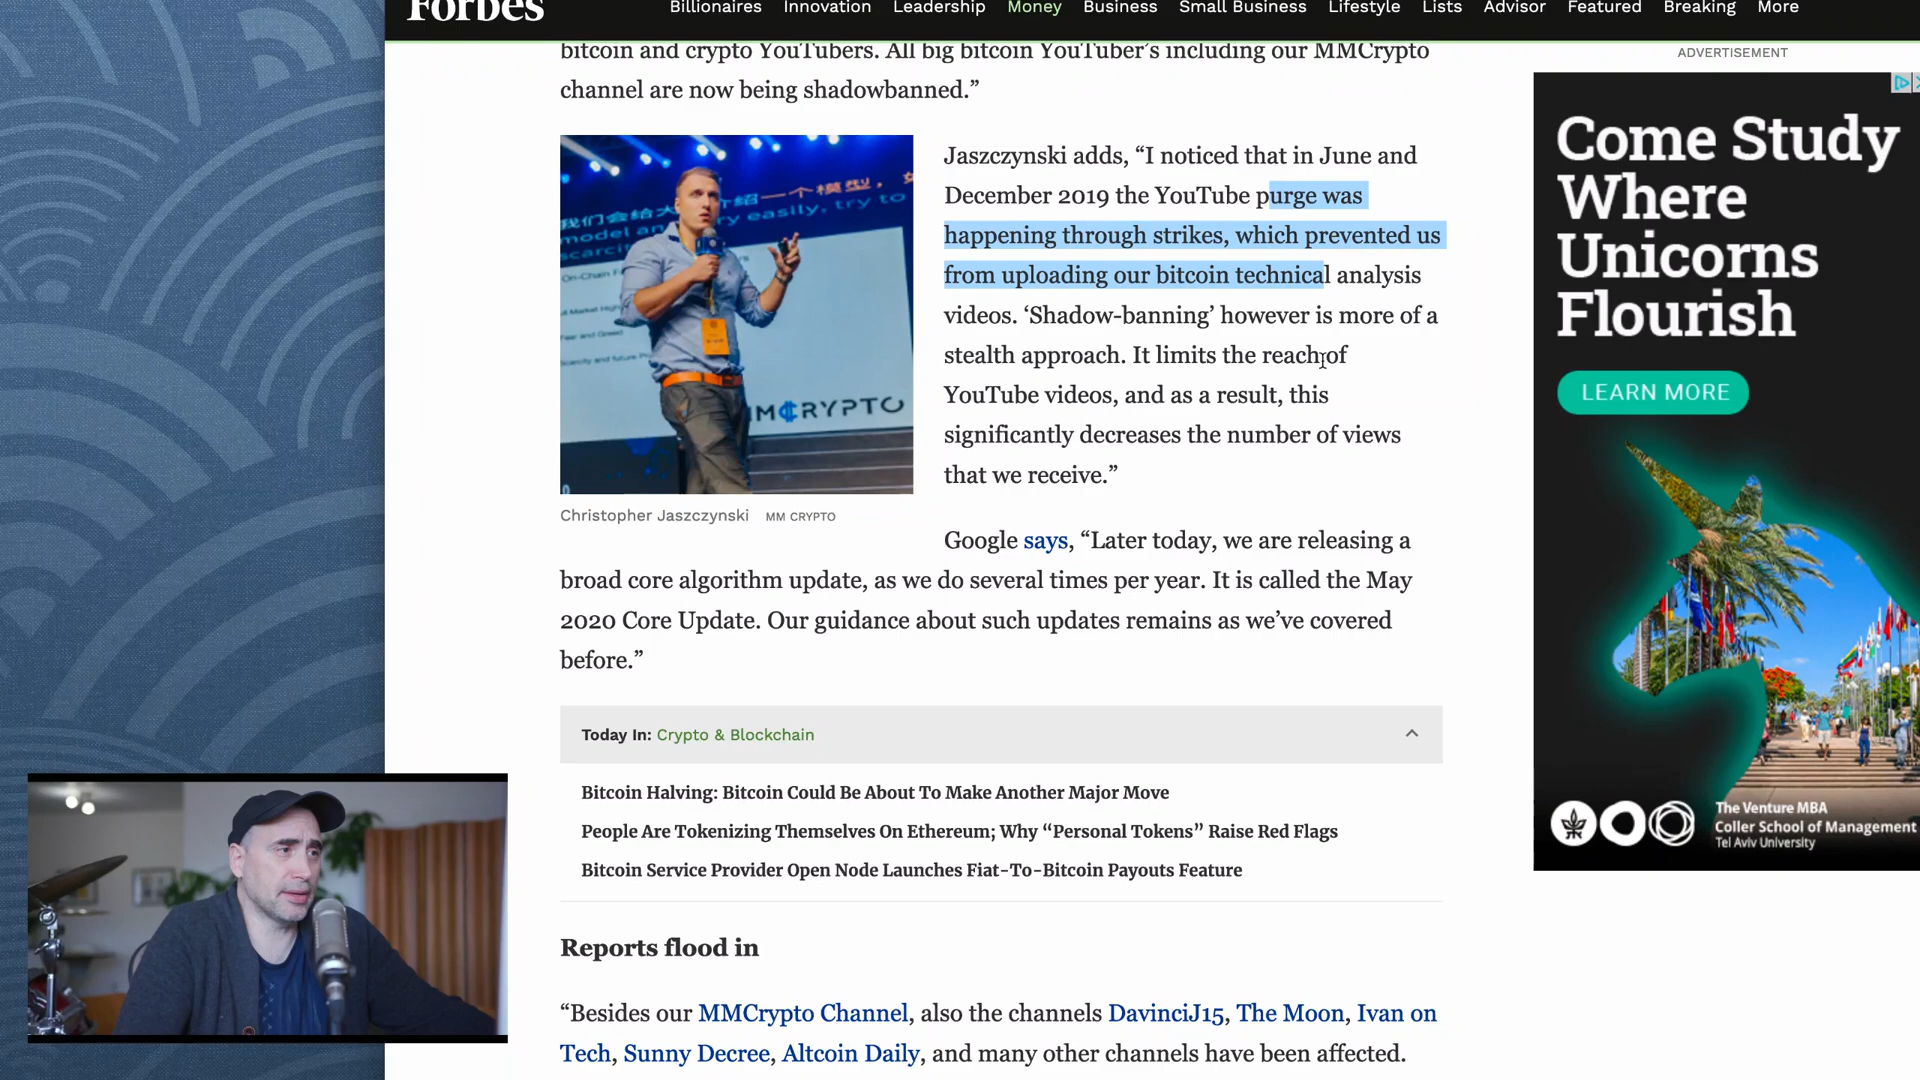 Forbes
Billionaires Innovation Leadership Money Business Small Business Lifestyle Lists Advisor Featured Breaking More
bitcoin and crypto YouTubers. All big bitcoin YouTuber's including our MMCrypto
channel are now being shadowbanned.”
Jaszczynski adds, “I noticed that in June and
December 2019 the YouTube purge was
happening through strikes, which prevented us
from uploading our bitcoin technical analysis
videos. ‘Shadow-banning’ however is more of a
stealth approach. It limits the reach of
YouTube videos, and as a result, this
significantly decreases the number of views
that we receive.”
easily, try to
MMCRYPTO
Christopher Jaszczynski MM CRYPTO
Google says, “Later today, we are releasing a
broad core algorithm update, as we do several times per year. It is called the May
2020 Core Update. Our guidance about such updates remains as we’ve covered
before.”
Today In: Crypto & Blockchain
Bitcoin Halving: Bitcoin Could Be About To Make Another Major Move
People Are Tokenizing Themselves On Ethereum; Why “Personal Tokens” Raise Red Flags
Bitcoin Service Provider Open Node Launches Fiat-To-Bitcoin Payouts Feature
Reports flood in
“Besides our MMCrypto Channel, also the channels DavinciJ15, The Moon, Ivan on
Tech, Sunny Decree, Altcoin Daily, and many other channels have been affected.
ADVERTISEMENT
Come Study
Where
Unicorns
Flourish
LEARN MORE
The Venture MBA
Coller School of Management
Tel Aviv University